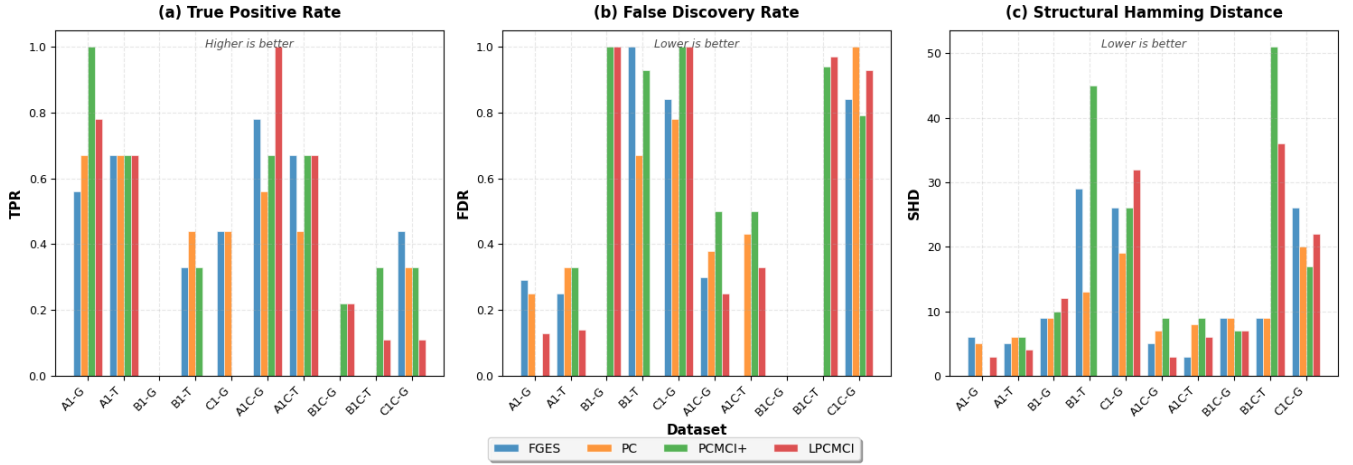 (a) True Positive Rate
Higher is better
TPR
1.0
0.8
0.6
0.4
0.2
0.0
A1-G
A1-T
B1-G
B1-T
C1-G
A1C-G
A1C-T
B1C-G
B1C-T
C1C-G
(b) False Discovery Rate
Lower is better
FDR
1.0
0.8
0.6
0.4
0.2
0.0
A1-G
A1-T
B1-G
B1-T
C1-G
A1C-G
A1C-T
B1C-G
B1C-T
C1C-G
Dataset
(c) Structural Hamming Distance
Lower is better
SHD
50
40
30
20
10
0
A1-G
A1-T
B1-G
B1-T
C1-G
A1C-G
A1C-T
B1C-G
B1C-T
C1C-G
FGES PC PCMCI+ LPCMCI